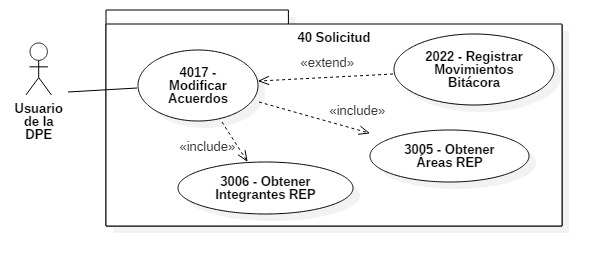 40 Solicitud
4017 -
Modificar
Acuerdos
«extend»
2022 - Registrar
Movimientos
Bitácora
Usuario
de la
DPE
«include»
3005 - Obtener
Áreas REP
«include»
3006 - Obtener
Integrantes REP